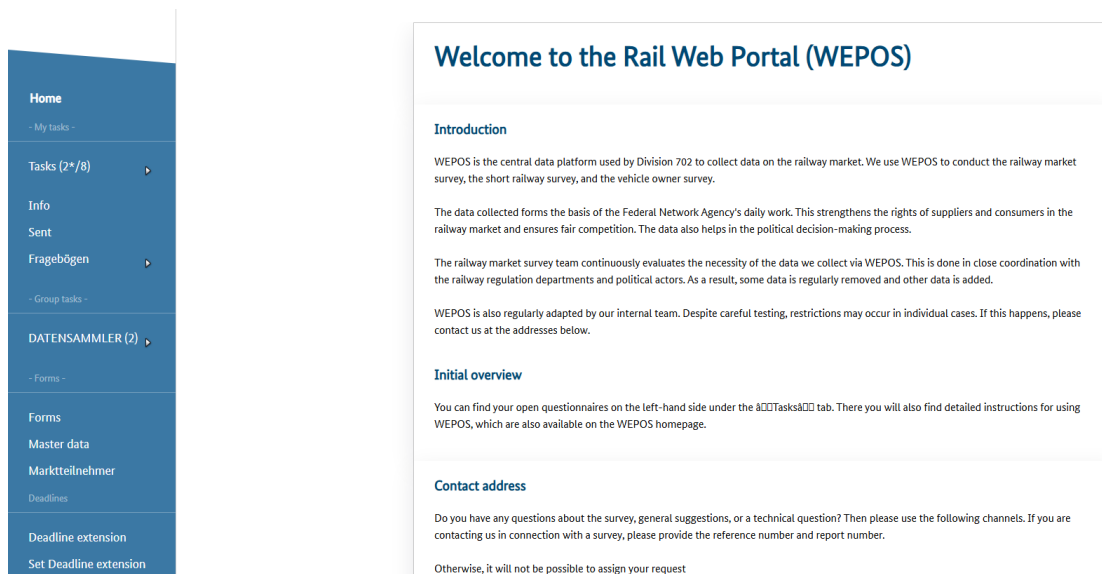 Home
- My tasks -
Tasks (2*/8)
Info
Sent
Fragebögen
- Group tasks -
DATENSAMMLER (2)
- Forms -
Forms
Master data
Marktteilnehmer
Deadlines
Deadline extension
Set Deadline extension
Welcome to the Rail Web Portal (WEPOS)
Introduction
WEPOS is the central data platform used by Division 702 to collect data on the railway market. We use WEPOS to conduct the railway market
survey, the short railway survey, and the vehicle owner survey.
The data collected forms the basis of the Federal Network Agency's daily work. This strengthens the rights of suppliers and consumers in the
railway market and ensures fair competition. The data also helps in the political decision-making process.
The railway market survey team continuously evaluates the necessity of the data we collect via WEPOS. This is done in close coordination with
the railway regulation departments and political actors. As a result, some data is regularly removed and other data is added.
WEPOS is also regularly adapted by our internal team. Despite careful testing, restrictions may occur in individual cases. If this happens, please
contact us at the addresses below.
Initial overview
You can find your open questionnaires on the left-hand side under the â▯▯Tasksâ▯▯ tab. There you will also find detailed instructions for using
WEPOS, which are also available on the WEPOS homepage.
Contact address
Do you have any questions about the survey, general suggestions, or a technical question? Then please use the following channels. If you are
contacting us in connection with a survey, please provide the reference number and report number.
Otherwise, it will not be possible to assign your request